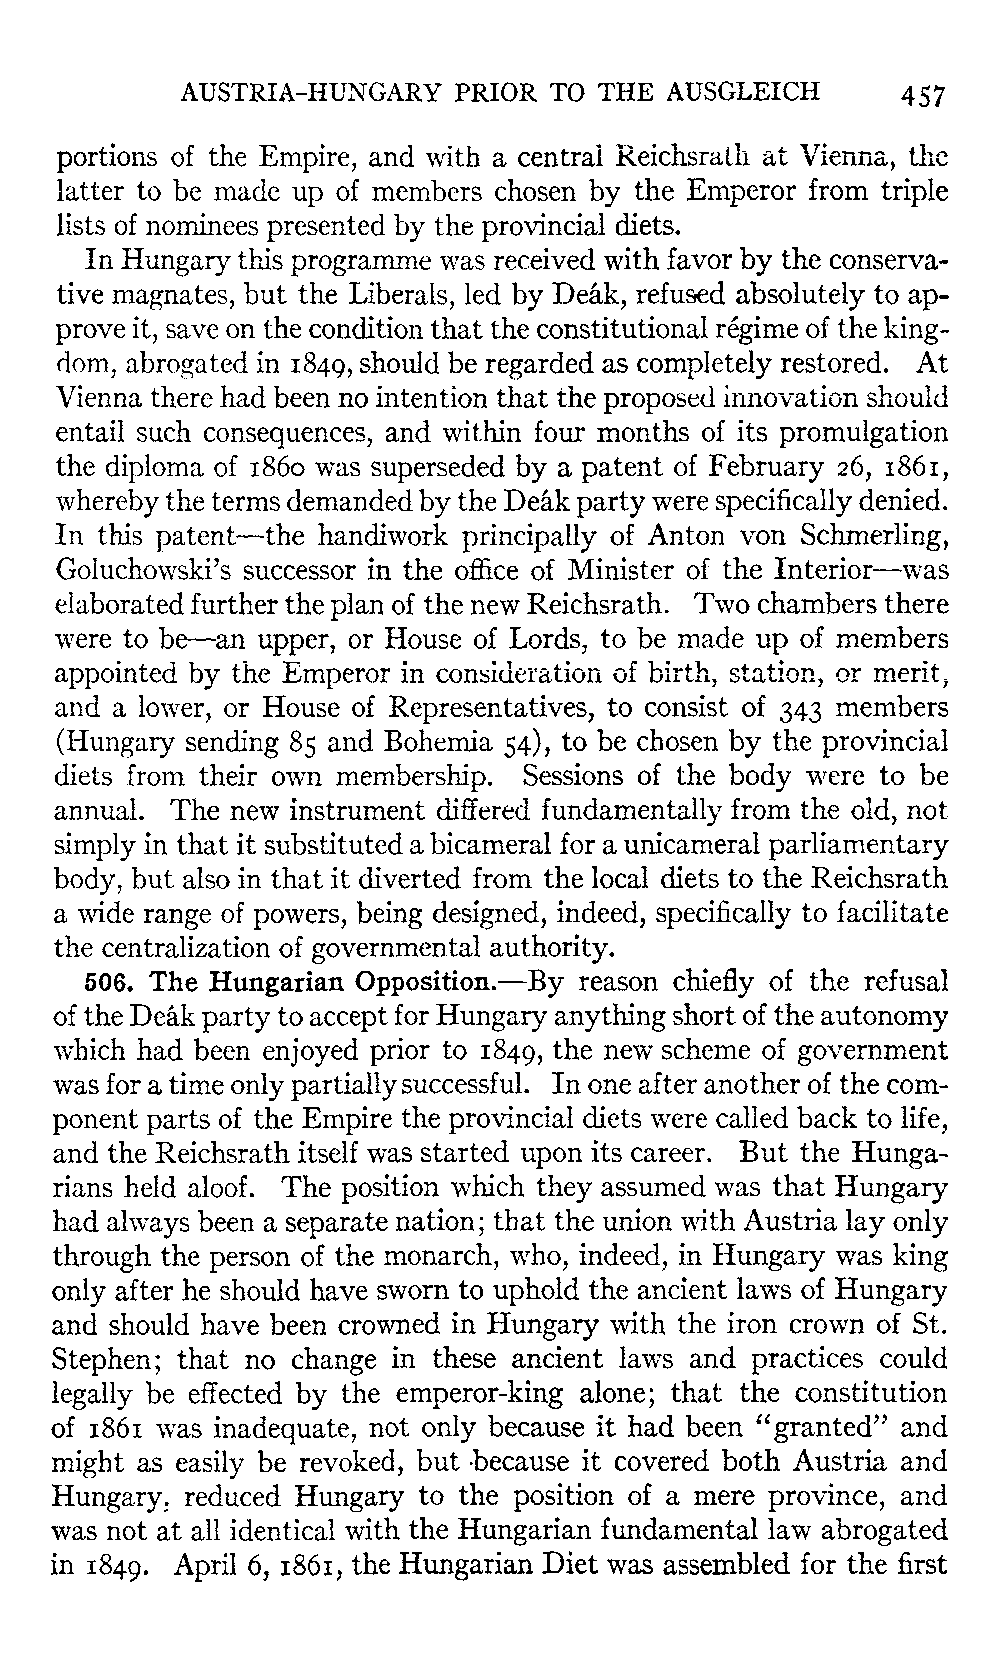 AUSTRIA-HUNGARY PRIOR TO THE AUSGLEICH 457
portions of the Empire, and with a central Reichsrath at Vienna, the
latter to be made up of members chosen by the Emperor from triple
lists of nominees presented by the provincial diets.
In Hungary this programme was received with favor by the conserva-
tive magnates, but the Liberals, led by Deák, refused absolutely to ap-
prove it, save on the condition that the constitutional régime of the king-
dom, abrogated in 1849, should be regarded as completely restored. At
Vienna there had been no intention that the proposed innovation should
entail such consequences, and within four months of its promulgation
the diploma of 1860 was superseded by a patent of February 26, 1861,
whereby the terms demanded by the Deák party were specifically denied.
In this patent—the handiwork principally of Anton von Schmerling,
Goluchowski's successor in the office of Minister of the Interior—was
elaborated further the plan of the new Reichsrath. Two chambers there
were to be—an upper, or House of Lords, to be made up of members
appointed by the Emperor in consideration of birth, station, or merit,
and a lower, or House of Representatives, to consist of 343 members
(Hungary sending 85 and Bohemia 54), to be chosen by the provincial
diets from their own membership. Sessions of the body were to be
annual. The new instrument differed fundamentally from the old, not
simply in that it substituted a bicameral for a unicameral parliamentary
body, but also in that it diverted from the local diets to the Reichsrath
a wide range of powers, being designed, indeed, specifically to facilitate
the centralization of governmental authority.
506. The Hungarian Opposition.—By reason chiefly of the refusal
of the Deák party to accept for Hungary anything short of the autonomy
which had been enjoyed prior to 1849, the new scheme of government
was for a time only partially successful. In one after another of the com-
ponent parts of the Empire the provincial diets were called back to life,
and the Reichsrath itself was started upon its career. But the Hunga-
rians held aloof. The position which they assumed was that Hungary
had always been a separate nation; that the union with Austria lay only
through the person of the monarch, who, indeed, in Hungary was king
only after he should have sworn to uphold the ancient laws of Hungary
and should have been crowned in Hungary with the iron crown of St.
Stephen; that no change in these ancient laws and practices could
legally be effected by the emperor-king alone; that the constitution
of 1861 was inadequate, not only because it had been "granted" and
might as easily be revoked, but because it covered both Austria and
Hungary, reduced Hungary to the position of a mere province, and
was not at all identical with the Hungarian fundamental law abrogated
in 1849. April 6, 1861, the Hungarian Diet was assembled for the first